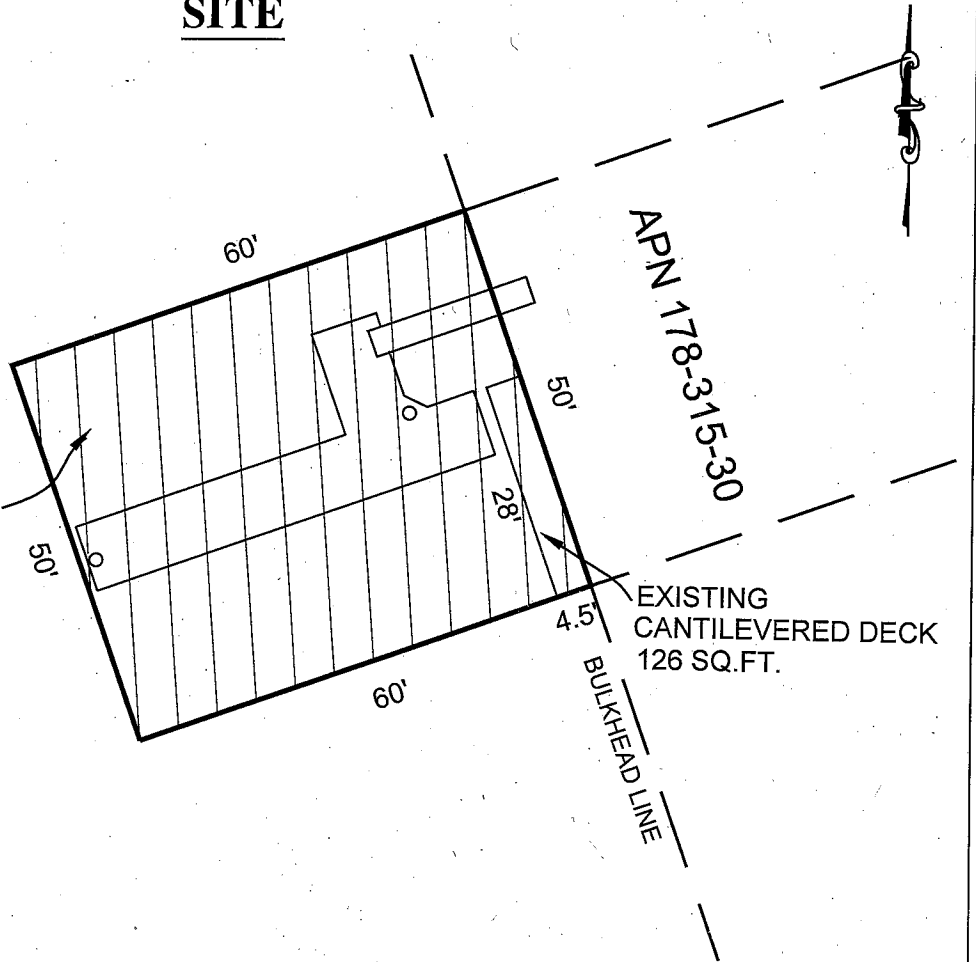 SITE
60'
APN 178-315-30
50'
28'
50'
EXISTING
CANTILEVERED DECK
126 SQ.FT.
4.5'
60'
BULKHEAD LINE